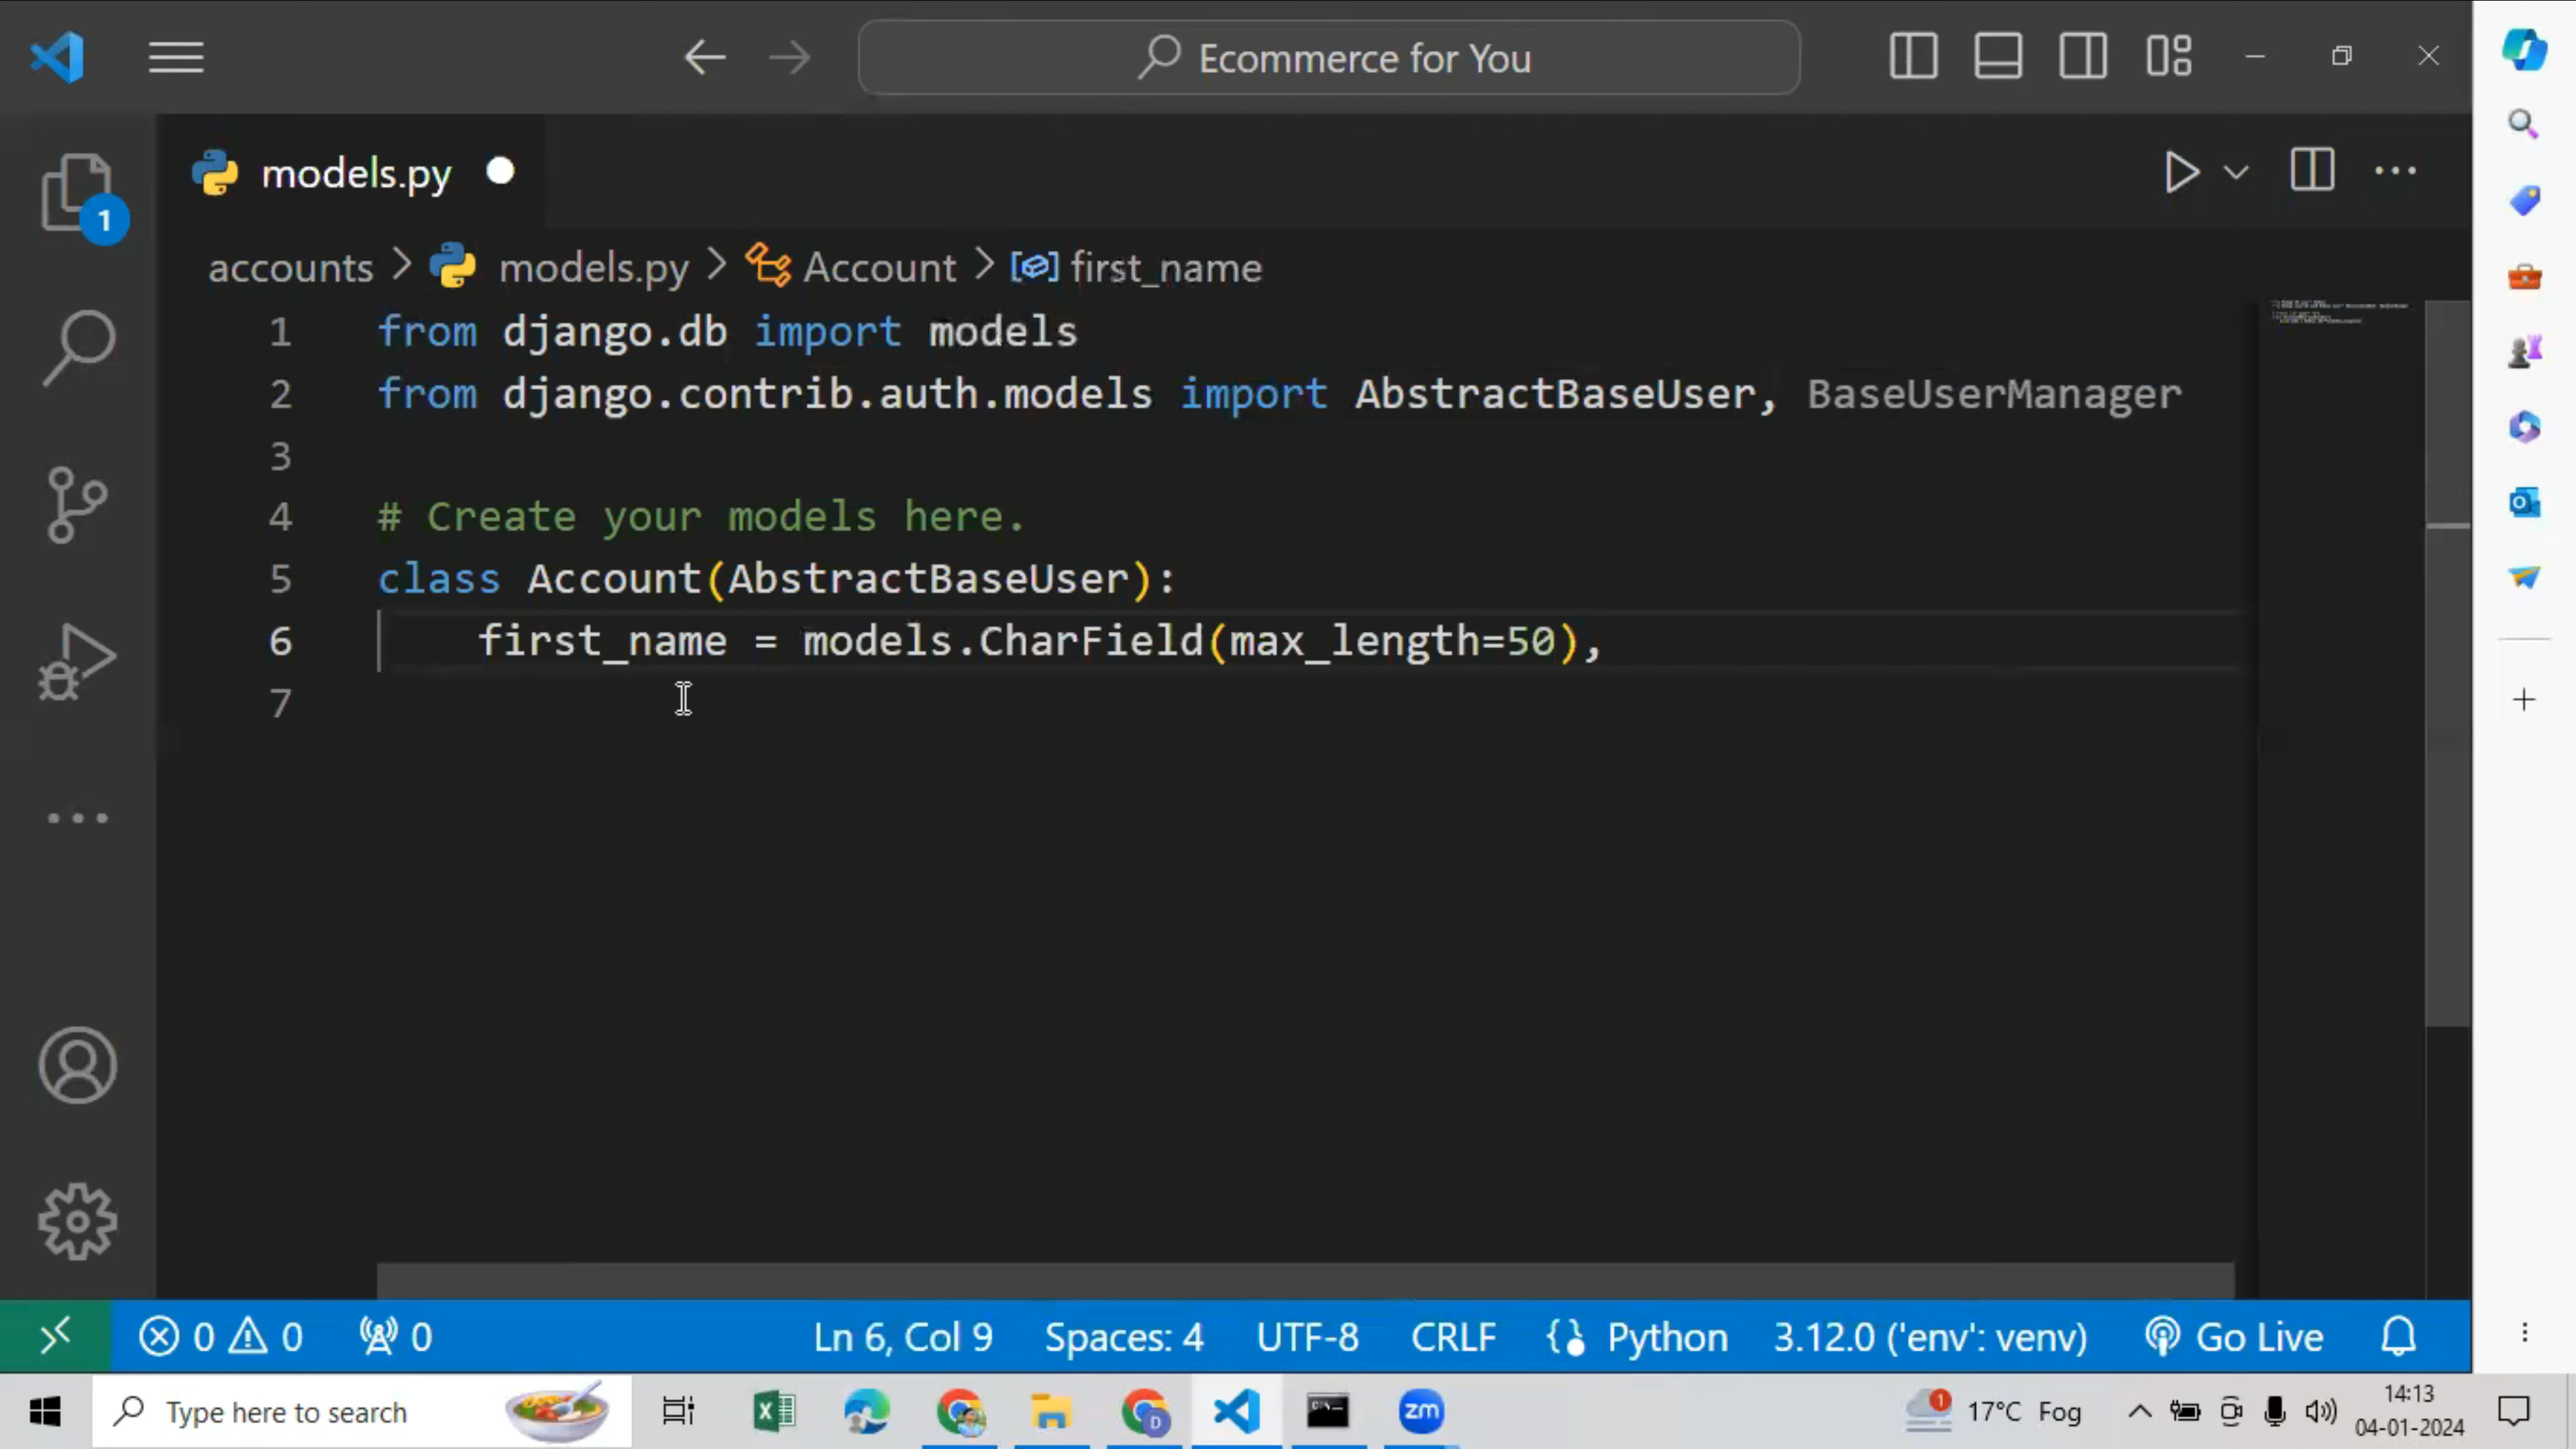 Ecommerce for You
models.py
1
accounts > models.py > Account > first_name
1 from django.db import models
2 from django.contrib.auth.models import AbstractBaseUser, BaseUserManager
3
4 # Create your models here.
5 class Account(AbstractBaseUser):
6 first_name = models.CharField(max_length=50),
7
0 0 0 Ln 6, Col 9 Spaces: 4 UTF-8 CRLF Python 3.12.0 ('env': venv) Go Live
Type here to search D zm 1 17°C Fog 14:13
04-01-2024